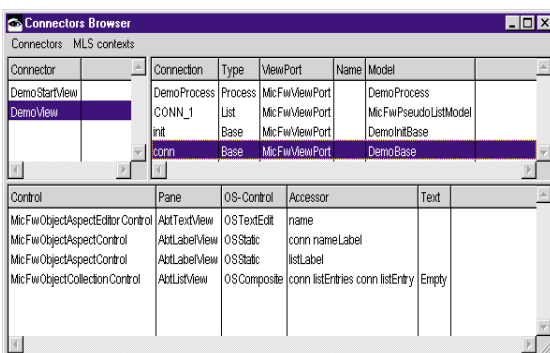 Connectors Browser
Connectors MLS contexts
Connector
DemoStartView
DemoView
Connection Type ViewPort Name Model
DemoProcess Process MicFwViewPort DemoProcess
CONN_1 List MicFwViewPort MicFwPseudoListModel
init Base MicFwViewPort DemoInitBase
conn Base MicFwViewPort DemoBase
Control Pane OS-Control Accessor Text
MicFwObjectAspectEditorControl AbtTextView OSTextEdit name
MicFwObjectAspectControl AbtLabelView OSStatic conn nameLabel
MicFwObjectAspectControl AbtLabelView OSStatic listLabel
MicFwObjectCollectionControl AbtListView OSComposite conn listEntries conn listEntry Empty